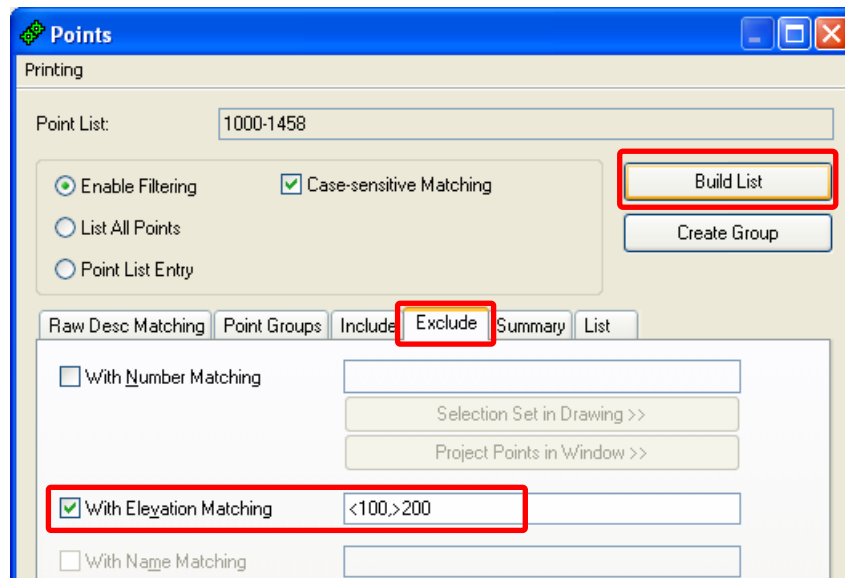 Points
Printing
Point List: 1000-1458
Enable Filtering Case-sensitive Matching Build List
List All Points Create Group
Point List Entry
Raw Desc Matching Point Groups Include Exclude Summary List
With Number Matching
Selection Set in Drawing >>
Project Points in Window >>
With Elevation Matching <100,>200
With Name Matching